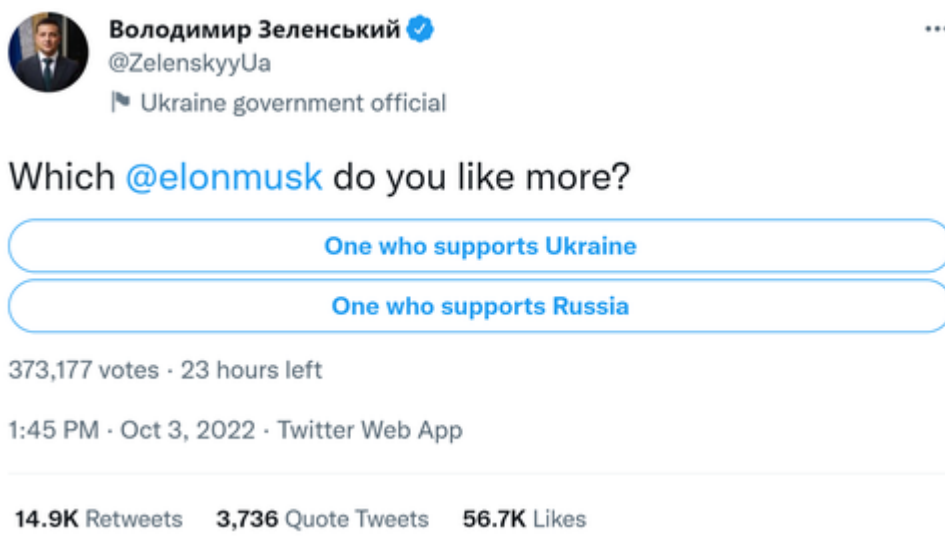 Володимир Зеленський
@ZelenskyyUa
Ukraine government official
Which @elonmusk do you like more?
One who supports Ukraine
One who supports Russia
373,177 votes · 23 hours left
1:45 PM · Oct 3, 2022 · Twitter Web App
14.9K Retweets 3,736 Quote Tweets 56.7K Likes